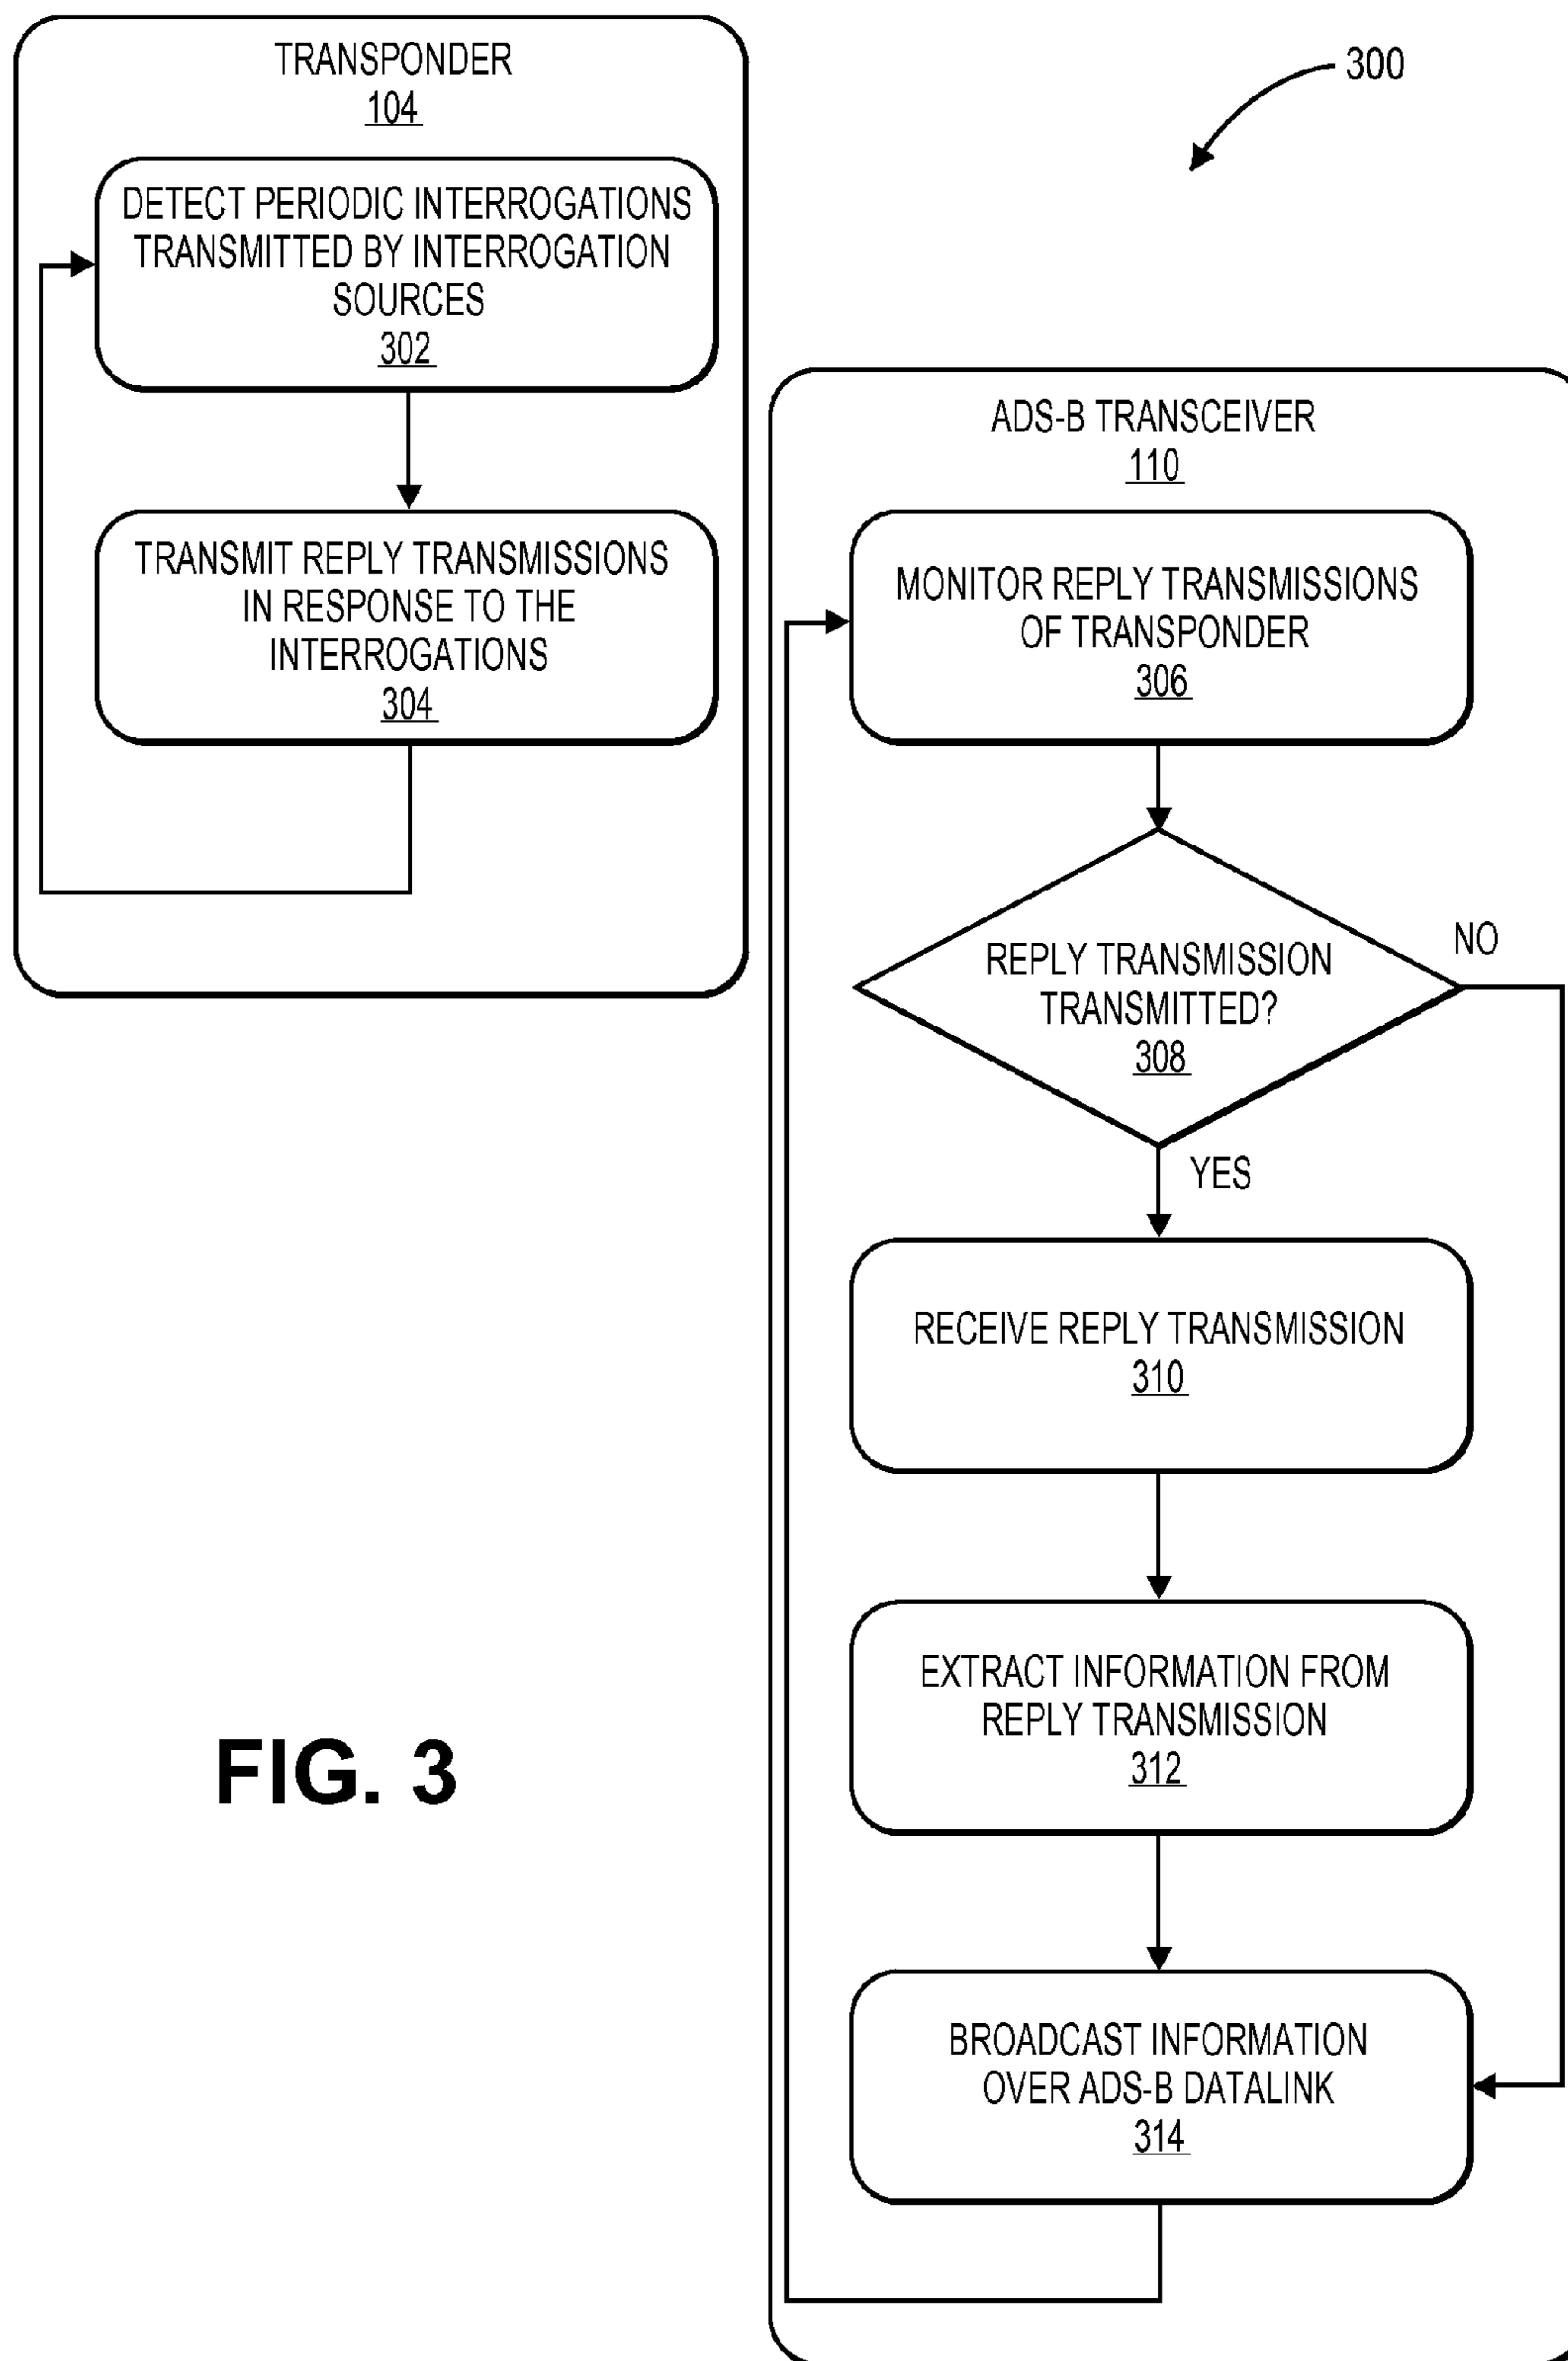 TRANSPONDER
104
DETECT PERIODIC INTERROGATIONS
TRANSMITTED BY INTERROGATION
SOURCES
302
TRANSMIT REPLY TRANSMISSIONS
IN RESPONSE TO THE
INTERROGATIONS
304
300
ADS-B TRANSCEIVER
110
MONITOR REPLY TRANSMISSIONS
OF TRANSPONDER
306
REPLY TRANSMISSION
TRANSMITTED?
308
NO
YES
RECEIVE REPLY TRANSMISSION
310
EXTRACT INFORMATION FROM
REPLY TRANSMISSION
312
BROADCAST INFORMATION
OVER ADS-B DATALINK
314
FIG. 3